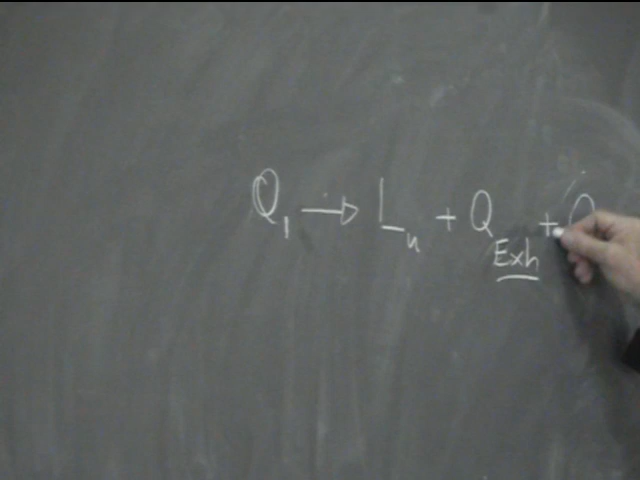 Q₁ → Lᵤ + Q_Exh + Q